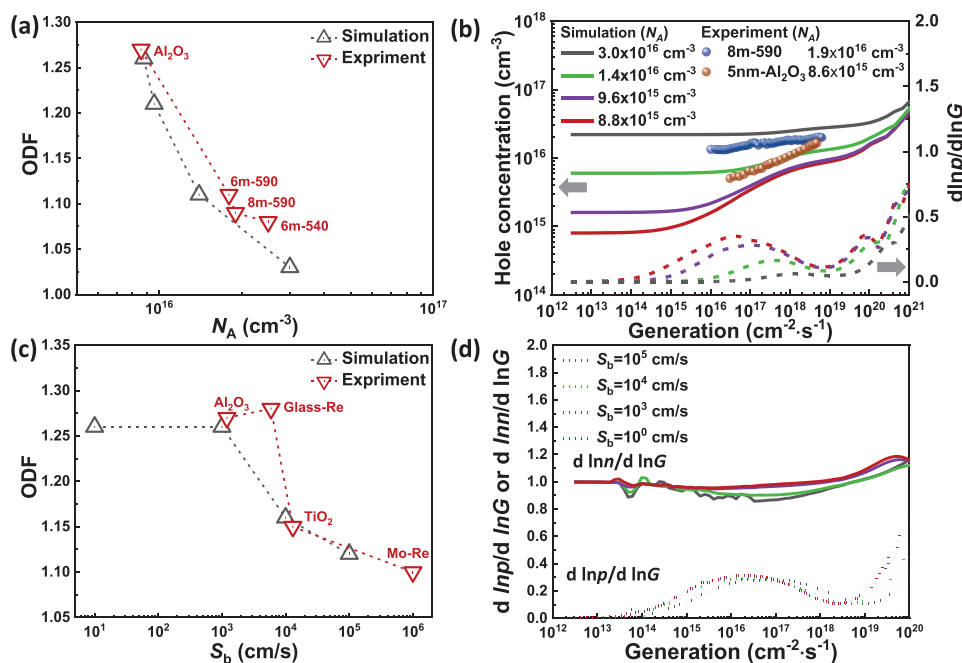 (a)
1.30
1.25
1.20
1.15
1.10
1.05
1.00
ODF
Simulation
Expriment
Al2O3
6m-590
8m-590
6m-540
10^16
10^17
N_A (cm^-3)
(b)
10^18
10^17
10^16
10^15
10^14
Hole concentration (cm^-3)
Simulation (N_A)
3.0x10^16 cm^-3
1.4x10^16 cm^-3
9.6x10^15 cm^-3
8.8x10^15 cm^-3
Experiment (N_A)
8m-590 1.9x10^16 cm^-3
5nm-Al2O3 8.6x10^15 cm^-3
2.0
1.5
1.0
0.5
0.0
dlnp/dlnG
10^12 10^13 10^14 10^15 10^16 10^17 10^18 10^19 10^20 10^21
Generation (cm^-2·s^-1)
(c)
1.35
1.30
1.25
1.20
1.15
1.10
1.05
ODF
Simulation
Expriment
Al2O3
Glass-Re
TiO2
Mo-Re
10^1 10^2 10^3 10^4 10^5 10^6
S_b (cm/s)
(d)
2.0
1.8
1.6
1.4
1.2
1.0
0.8
0.6
0.4
0.2
0.0
d lnp/d lnG or d lnn/d lnG
S_b=10^5 cm/s
S_b=10^4 cm/s
S_b=10^3 cm/s
S_b=10^0 cm/s
d lnn/d lnG
d lnp/d lnG
10^12 10^13 10^14 10^15 10^16 10^17 10^18 10^19 10^20
Generation (cm^-2·s^-1)